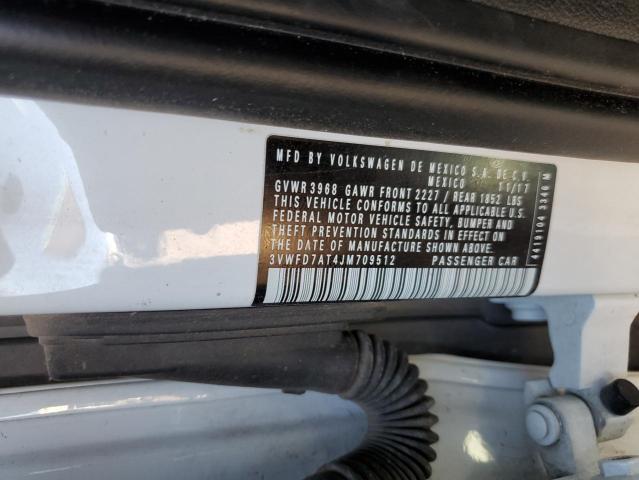 MFD BY VOLKSWAGEN DE MEXICO S.A. DE C.V.
MEXICO 11/17
GVWR 3968 GAWR FRONT 2227 / REAR 1852 LBS
THIS VEHICLE CONFORMS TO ALL APPLICABLE U.S.
FEDERAL MOTOR VEHICLE SAFETY, BUMPER AND
THEFT PREVENTION STANDARDS IN EFFECT ON
THE DATE OF MANUFACTURE SHOWN ABOVE
3VWFD7AT4JM709512 PASSENGER CAR
4419104 3346 M